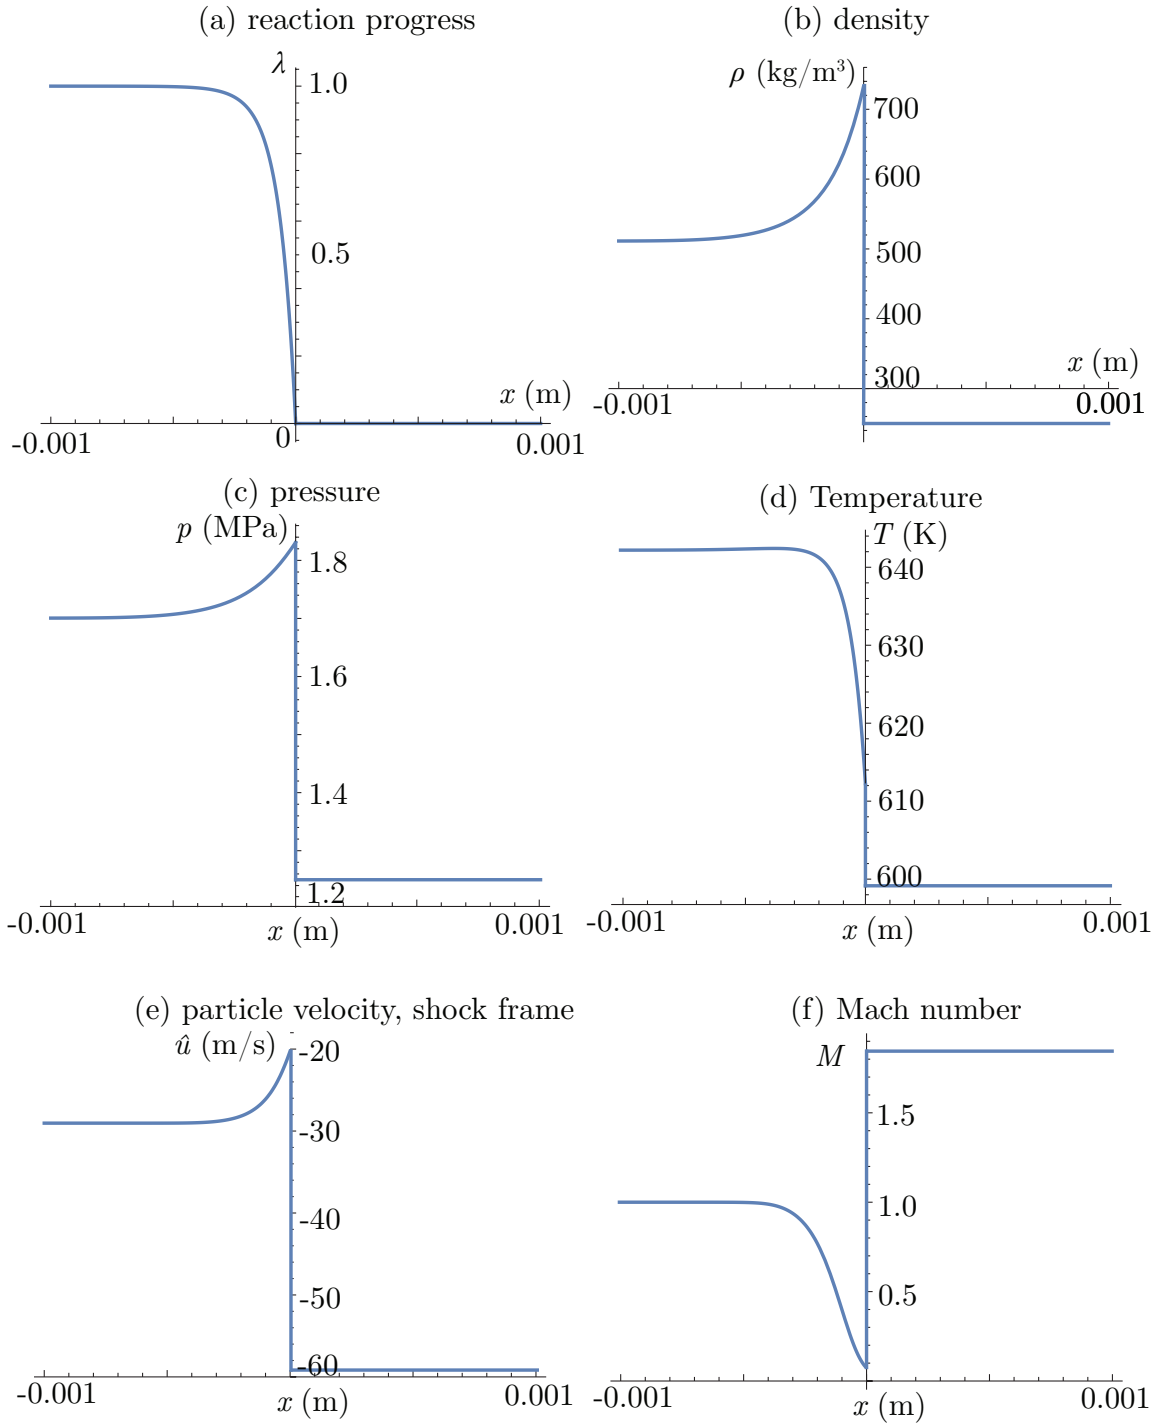 (a) reaction progress
λ
1.0
0.5
x (m)
-0.001
0
0.001
(b) density
ρ (kg/m³)
700
600
500
400
x (m)
300
-0.001
0.001
(c) pressure
p (MPa)
1.8
1.6
1.4
1.2
-0.001
0.001
x (m)
(d) Temperature
T (K)
640
630
620
610
600
-0.001
0.001
x (m)
(e) particle velocity, shock frame
û (m/s)
-20
-30
-40
-50
-60
-0.001
0.001
x (m)
(f) Mach number
M
1.5
1.0
0.5
-0.001
0.001
x (m)